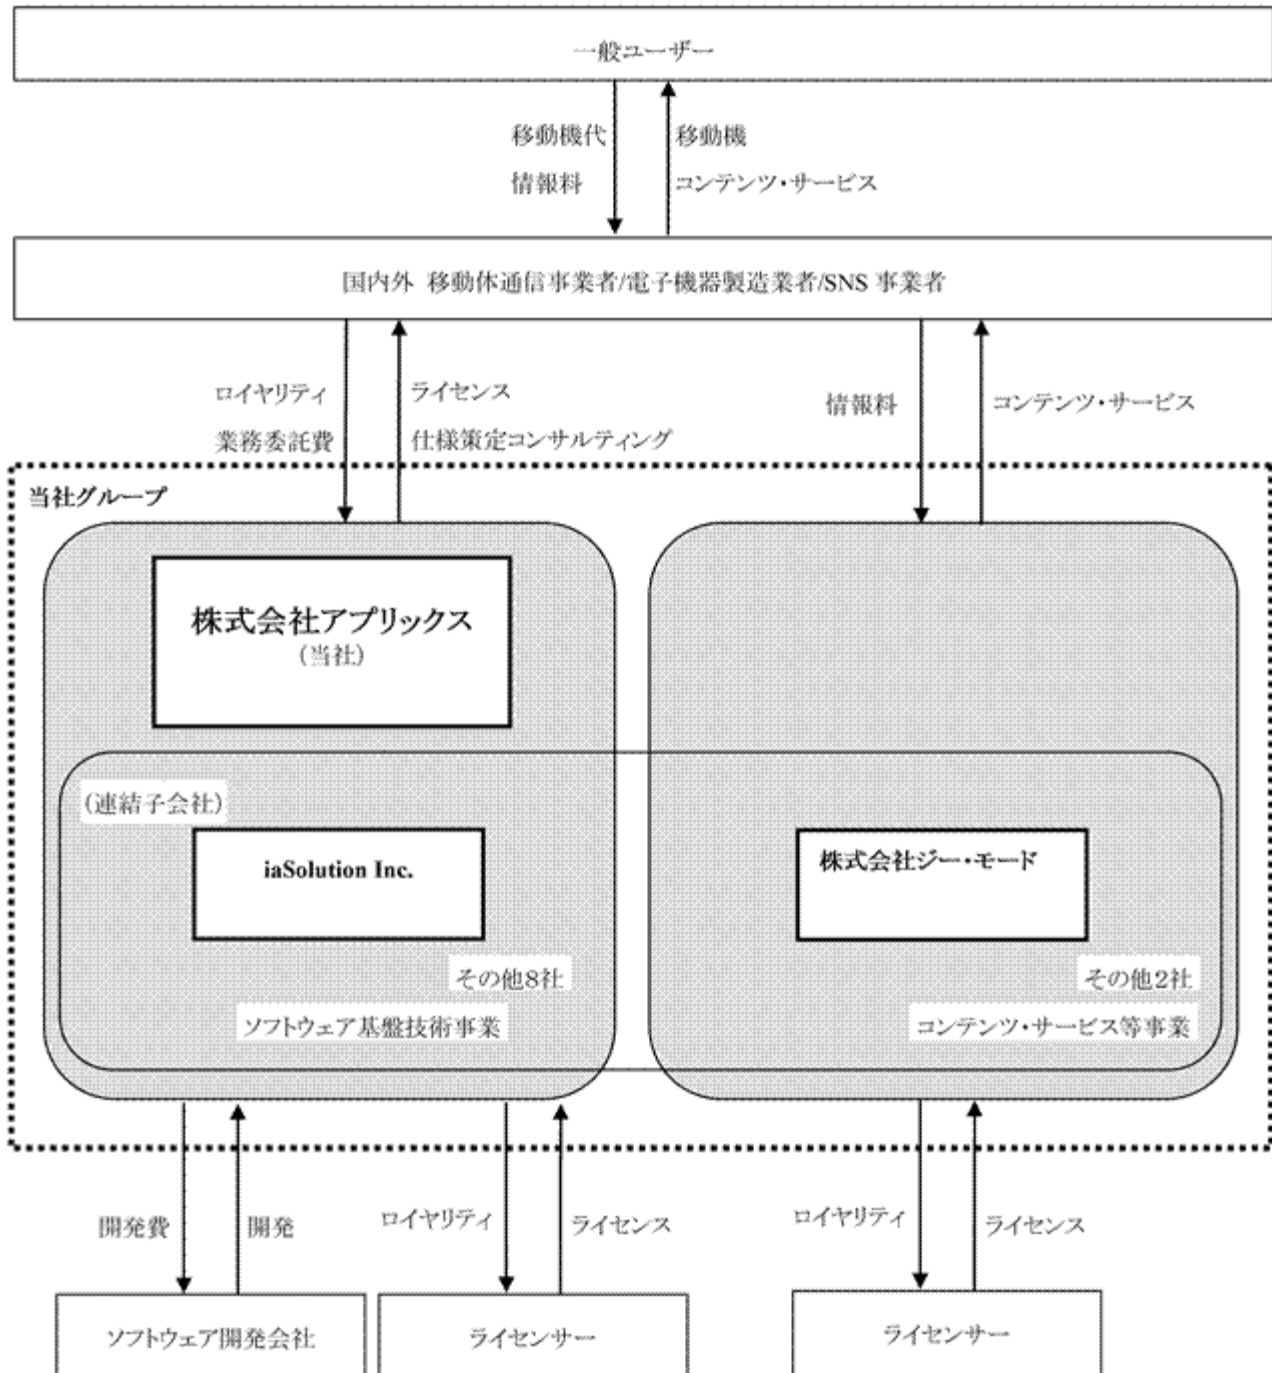 一般ユーザー
移動機代
移動機
情報料
コンテンツ・サービス
国内外 移動体通信事業者/電子機器製造業者/SNS 事業者
ロイヤリティ
ライセンス
業務委託費
仕様策定コンサルティング
情報料
コンテンツ・サービス
当社グループ
株式会社アプリックス
(当社)
(連結子会社)
iaSolution Inc.
株式会社ジー・モード
その他8社
その他2社
ソフトウェア基盤技術事業
コンテンツ・サービス等事業
開発費
開発
ロイヤリティ
ライセンス
ロイヤリティ
ライセンス
ソフトウェア開発会社
ライセンサー
ライセンサー